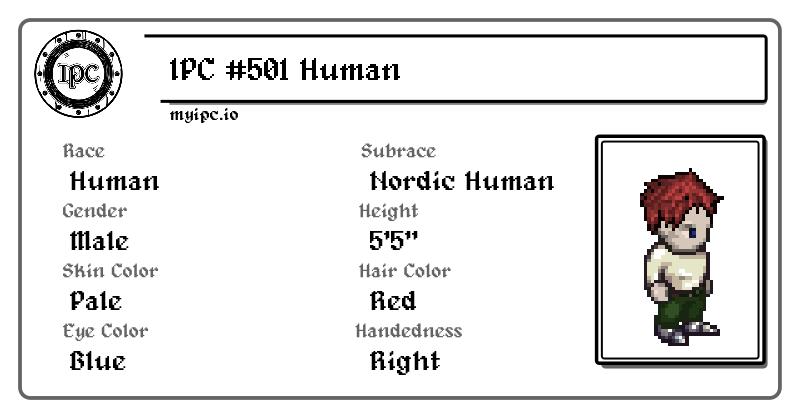 IPC
IPC #501 Human
myipc.io
Race
Human
Subrace
Nordic Human
Gender
Male
Height
5'5"
Skin Color
Pale
Hair Color
Red
Eye Color
Blue
Handedness
Right